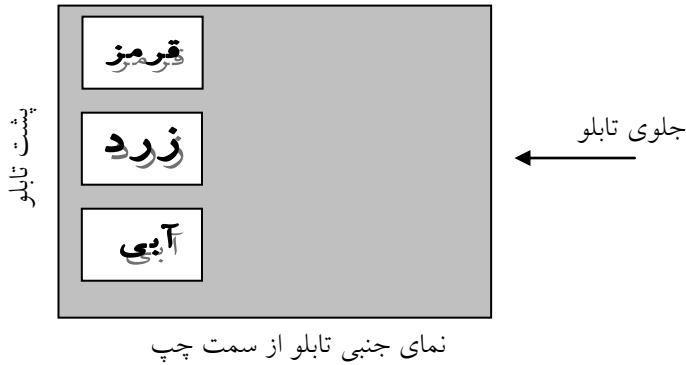 قرمز
زرد
آبی
پشت تابلو
جلوی تابلو
نمای جنبی تابلو از سمت چپ